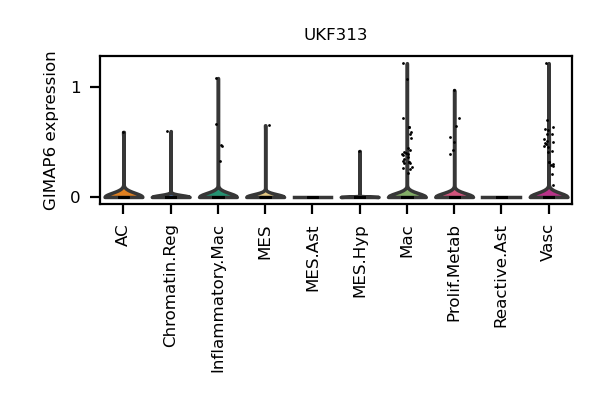 UKF313
GIMAP6 expression
1
0
AC
Chromatin.Reg
Inflammatory.Mac
MES
MES.Ast
MES.Hyp
Mac
Prolif.Metab
Reactive.Ast
Vasc